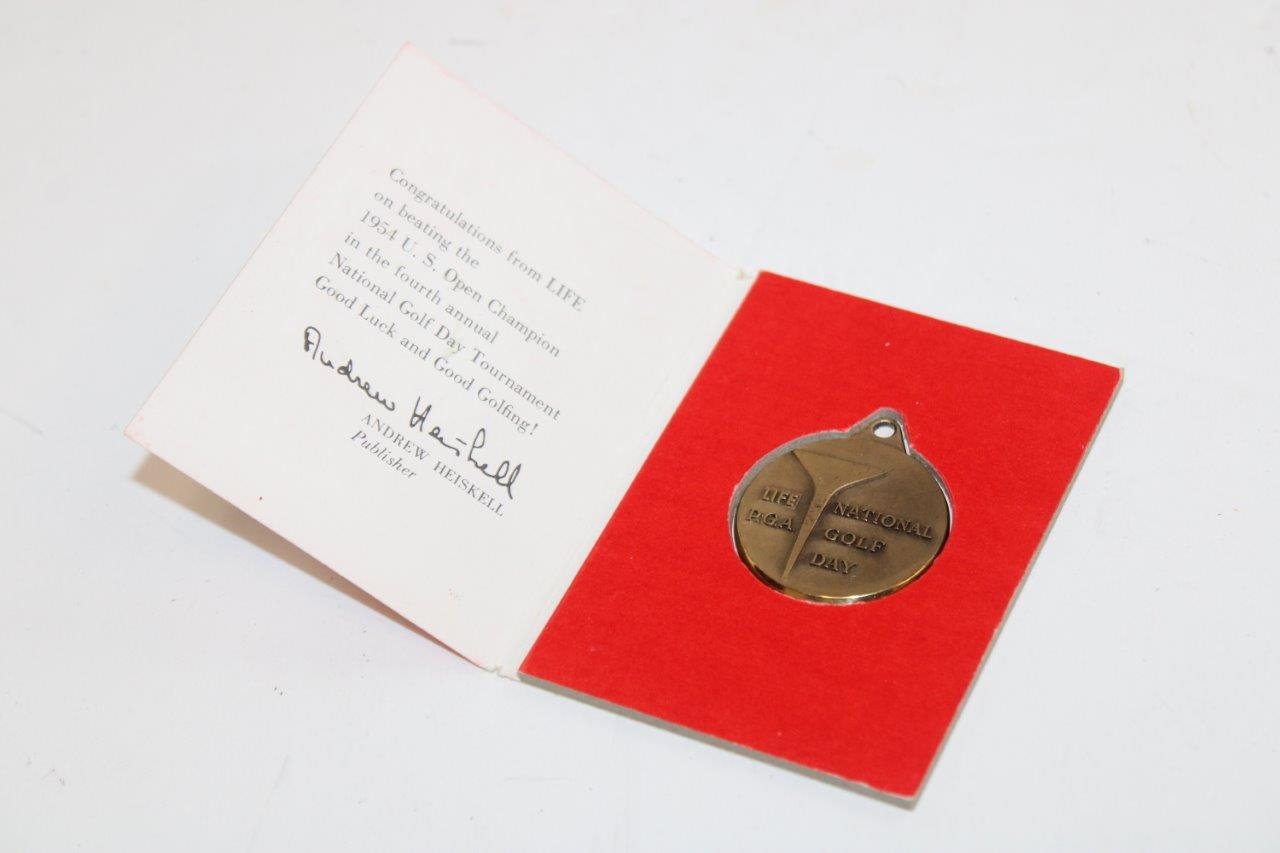 Congratulations from LIFE
on beating the
1954 U. S. Open Champion
in the fourth annual
National Golf Day Tournament
Good Luck and Good Golfing!
Andrew Heiskell
ANDREW HEISKELL
Publisher
LIFE
P.G.A.
NATIONAL
GOLF
DAY